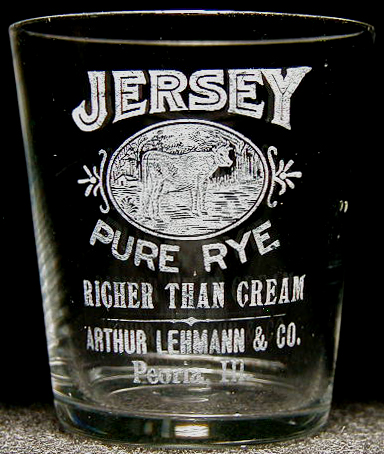 JERSEY
PURE RYE.
RICHER THAN CREAM
ARTHUR LEHMANN & CO.
Peoria, Ill.